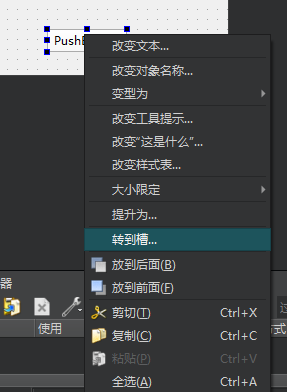 PushB
改变文本...
改变对象名称...
变型为
改变工具提示...
改变“这是什么”...
改变样式表...
大小限定
提升为...
转到槽...
放到后面(B)
放到前面(F)
器
剪切(T) Ctrl+X
使用
复制(C) Ctrl+C
式
粘贴(P) Ctrl+V
全选(A) Ctrl+A